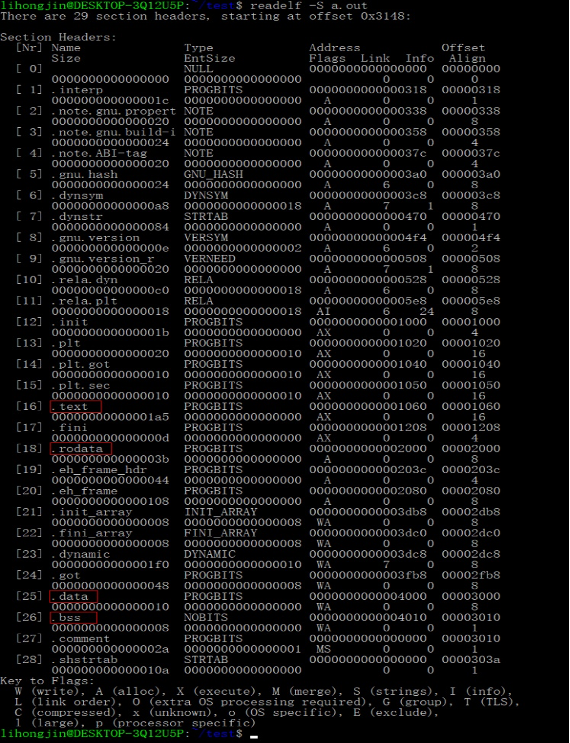 lihongjin@DESKTOP-3Q12U5P:~/test$ readelf -S a.out
There are 29 section headers, starting at offset 0x3148:
Section Headers:
[Nr] Name Type Address Offset
Size EntSize Flags Link Info Align
[ 0] NULL 0000000000000000 00000000
0000000000000000 0000000000000000 0 0 0
[ 1] .interp PROGBITS 0000000000000318 00000318
000000000000001c 0000000000000000 A 0 0 1
[ 2] .note.gnu.propert NOTE 0000000000000338 00000338
0000000000000020 0000000000000000 A 0 0 8
[ 3] .note.gnu.build-i NOTE 0000000000000358 00000358
0000000000000024 0000000000000000 A 0 0 4
[ 4] .note.ABI-tag NOTE 000000000000037c 0000037c
0000000000000020 0000000000000000 A 0 0 4
[ 5] .gnu.hash GNU_HASH 00000000000003a0 000003a0
0000000000000024 0000000000000000 A 6 0 8
[ 6] .dynsym DYNSYM 00000000000003c8 000003c8
00000000000000a8 0000000000000018 A 7 1 8
[ 7] .dynstr STRTAB 0000000000000470 00000470
0000000000000084 0000000000000000 A 0 0 1
[ 8] .gnu.version VERSYM 00000000000004f4 000004f4
000000000000000e 0000000000000002 A 6 0 2
[ 9] .gnu.version_r VERNEED 0000000000000508 00000508
0000000000000020 0000000000000000 A 7 1 8
[10] .rela.dyn RELA 0000000000000528 00000528
00000000000000c0 0000000000000018 A 6 0 8
[11] .rela.plt RELA 00000000000005e8 000005e8
0000000000000018 0000000000000018 AI 6 24 8
[12] .init PROGBITS 0000000000001000 00001000
000000000000001b 0000000000000000 AX 0 0 4
[13] .plt PROGBITS 0000000000001020 00001020
0000000000000020 0000000000000010 AX 0 0 16
[14] .plt.got PROGBITS 0000000000001040 00001040
0000000000000010 0000000000000010 AX 0 0 16
[15] .plt.sec PROGBITS 0000000000001050 00001050
0000000000000010 0000000000000010 AX 0 0 16
[16] .text PROGBITS 0000000000001060 00001060
00000000000001a5 0000000000000000 AX 0 0 16
[17] .fini PROGBITS 0000000000001208 00001208
000000000000000d 0000000000000000 AX 0 0 4
[18] .rodata PROGBITS 0000000000002000 00002000
000000000000003b 0000000000000000 A 0 0 8
[19] .eh_frame_hdr PROGBITS 000000000000203c 0000203c
0000000000000044 0000000000000000 A 0 0 4
[20] .eh_frame PROGBITS 0000000000002080 00002080
0000000000000108 0000000000000000 A 0 0 8
[21] .init_array INIT_ARRAY 0000000000003db8 00002db8
0000000000000008 0000000000000008 WA 0 0 8
[22] .fini_array FINI_ARRAY 0000000000003dc0 00002dc0
0000000000000008 0000000000000008 WA 0 0 8
[23] .dynamic DYNAMIC 0000000000003dc8 00002dc8
00000000000001f0 0000000000000010 WA 7 0 8
[24] .got PROGBITS 0000000000003fb8 00002fb8
0000000000000048 0000000000000008 WA 0 0 8
[25] .data PROGBITS 0000000000004000 00003000
0000000000000010 0000000000000000 WA 0 0 8
[26] .bss NOBITS 0000000000004010 00003010
0000000000000008 0000000000000000 WA 0 0 1
[27] .comment PROGBITS 0000000000000000 00003010
000000000000002a 0000000000000001 MS 0 0 1
[28] .shstrtab STRTAB 0000000000000000 0000303a
000000000000010a 0000000000000000 0 0 1
Key to Flags:
W (write), A (alloc), X (execute), M (merge), S (strings), I (info),
L (link order), O (extra OS processing required), G (group), T (TLS),
C (compressed), x (unknown), o (OS specific), E (exclude),
l (large), p (processor specific)
lihongjin@DESKTOP-3Q12U5P:~/test$